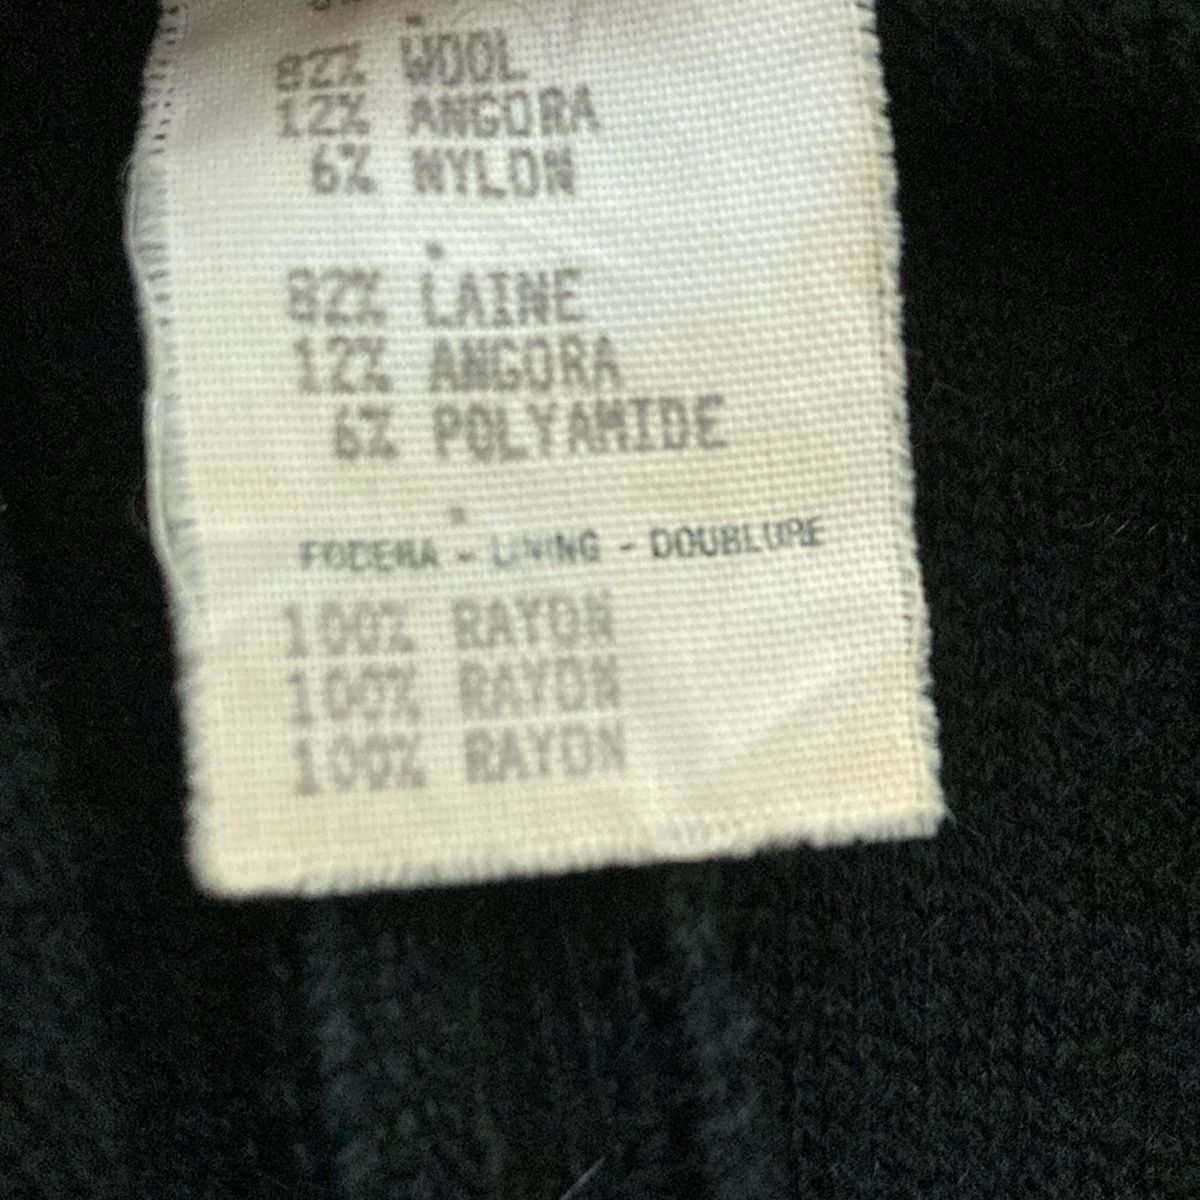 82% WOOL
12% ANGORA
6% NYLON
82% LAINE
12% ANGORA
6% POLYAMIDE
FODERA - LINING - DOUBLURE
100% RAYON
100% RAYON
100% RAYON